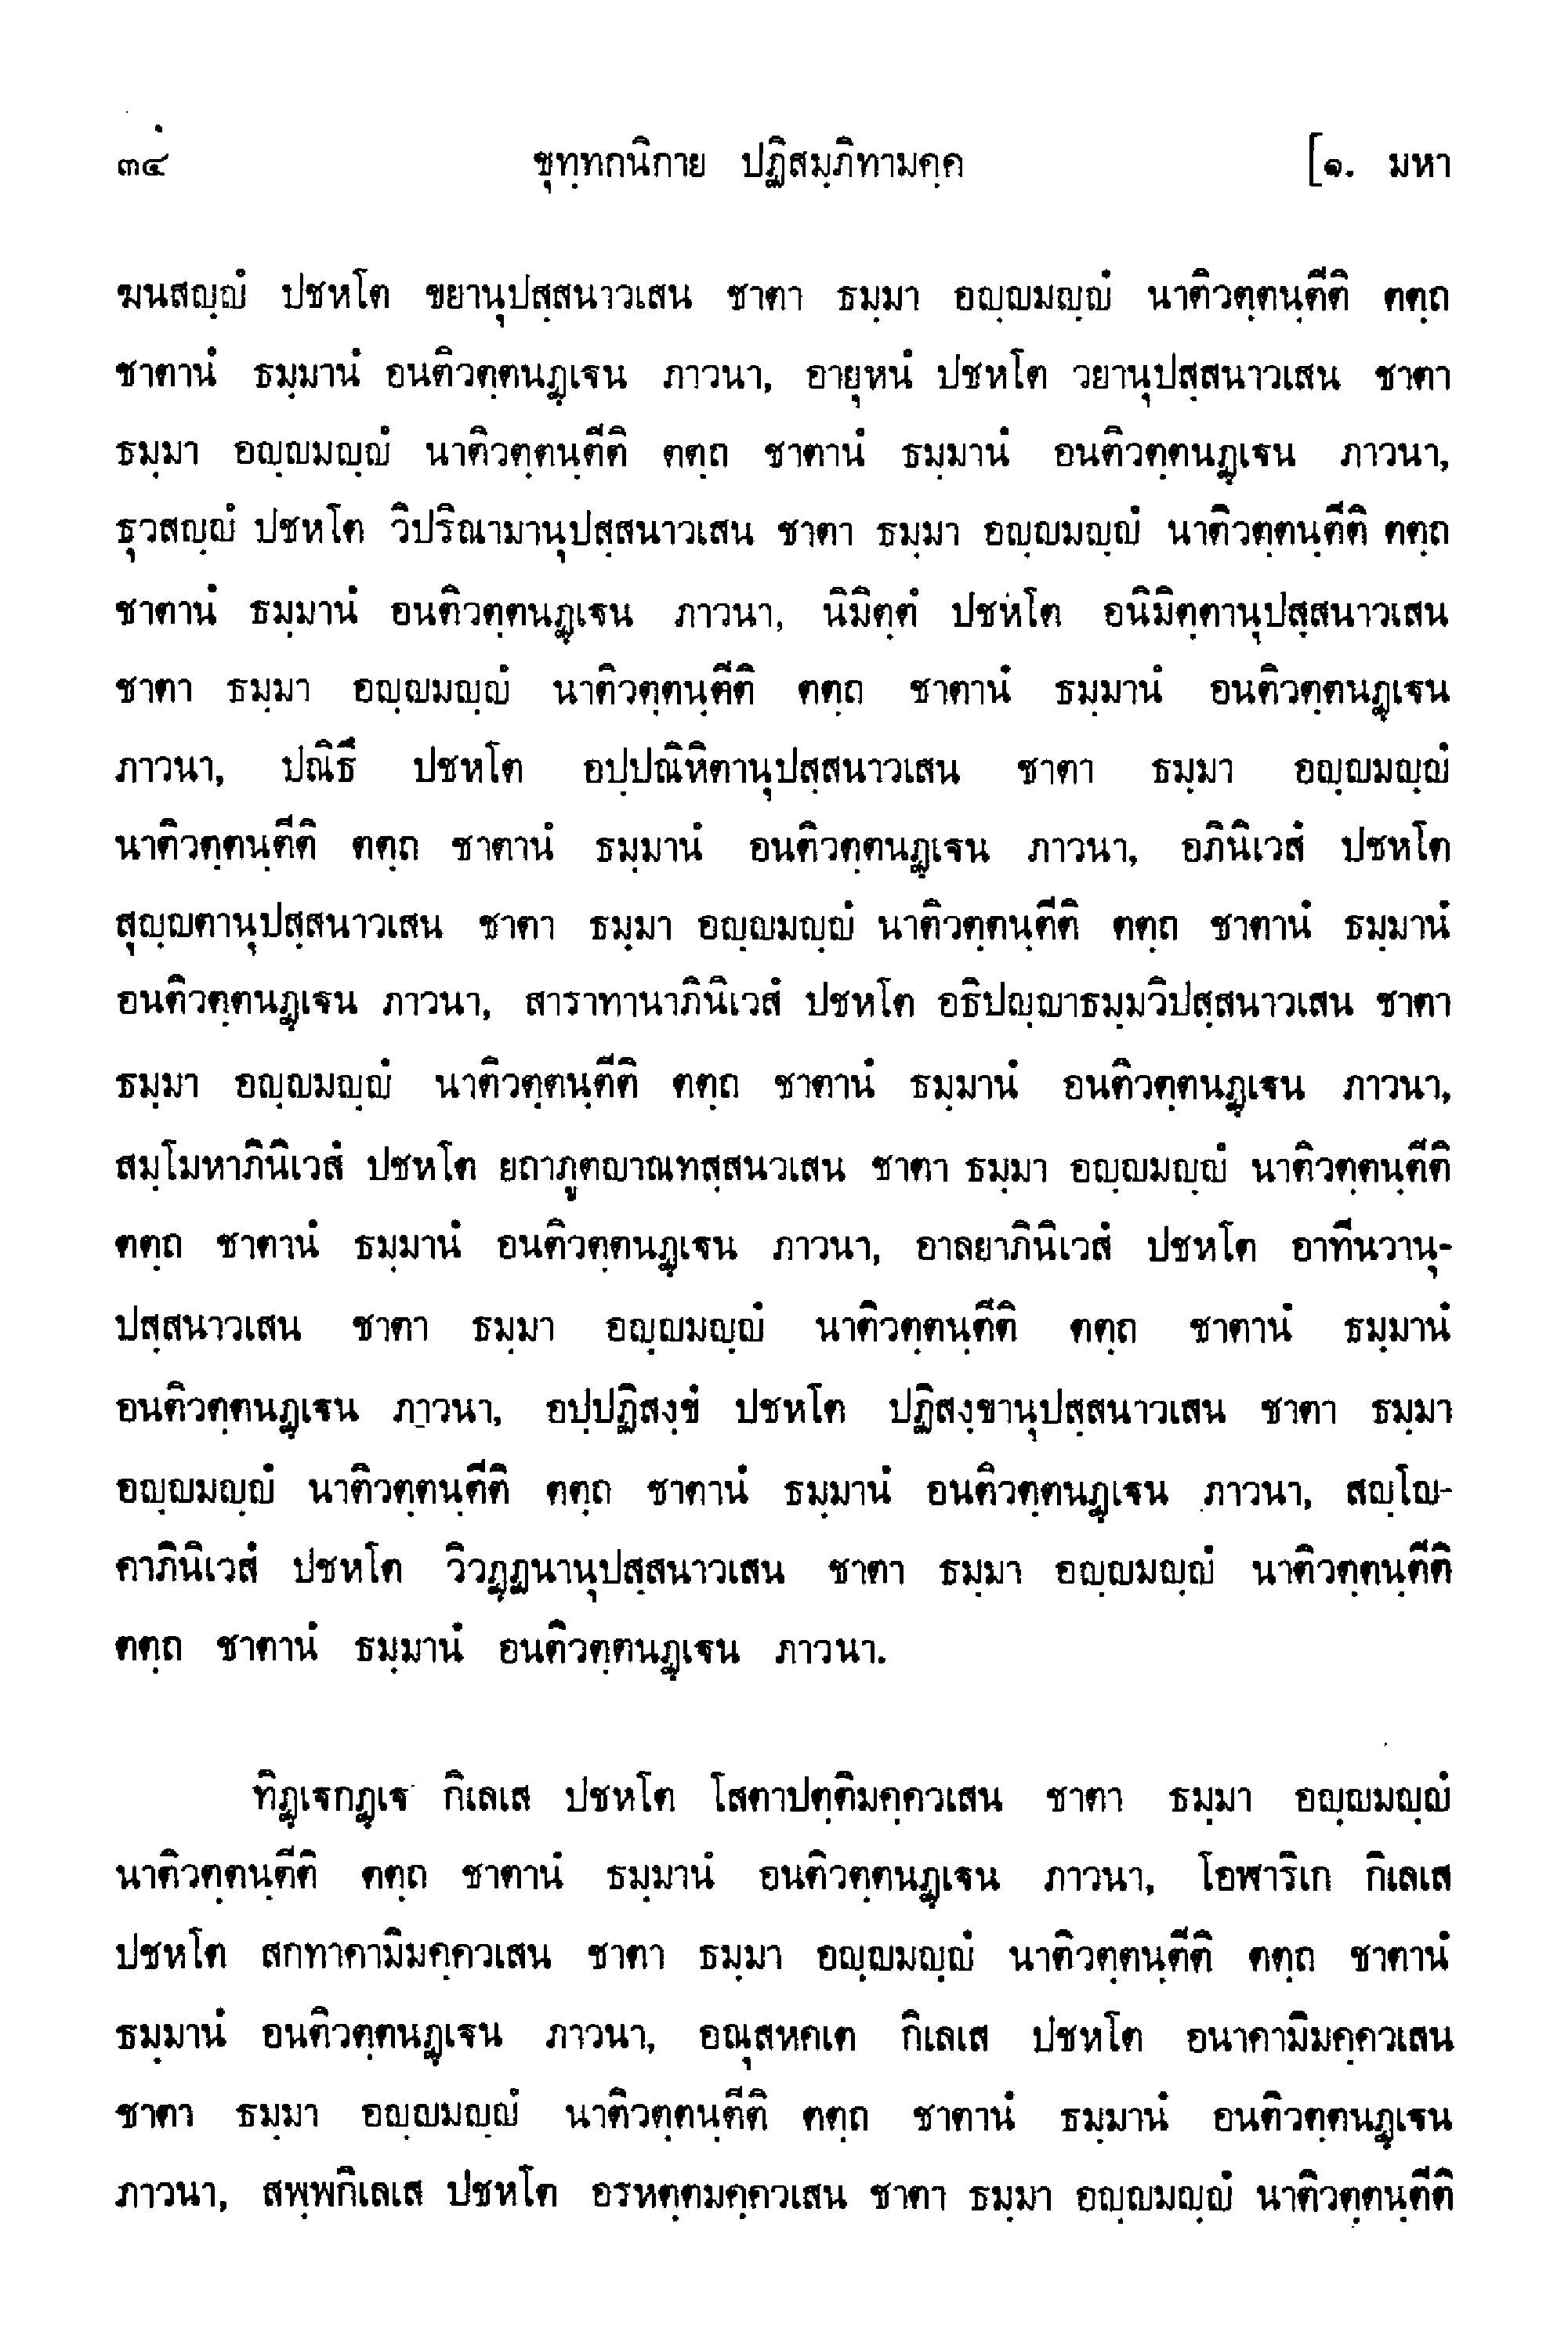 ๓๔ ขุทฺทกนิกาย ปฏิสมฺภิทามคฺค [๑. มหา
ฆนสญฺญํ ปชหโต ขยานุปสฺสนาวเสน ชาตา ธมฺมา อญฺญมญฺญํ นาติวตฺตนฺตีติ ตตฺถ
ชาตานํ ธมฺมานํ อนติวตฺตนฏฺเฐน ภาวนา, อายุหนํ ปชหโต วยานุปสฺสนาวเสน ชาตา
ธมฺมา อญฺญมญฺญํ นาติวตฺตนฺตีติ ตตฺถ ชาตานํ ธมฺมานํ อนติวตฺตนฏฺเฐน ภาวนา,
ธุวสญฺญํ ปชหโต วิปริณามานุปสฺสนาวเสน ชาตา ธมฺมา อญฺญมญฺญํ นาติวตฺตนฺตีติ ตตฺถ
ชาตานํ ธมฺมานํ อนติวตฺตนฏฺเฐน ภาวนา, นิมิตฺตํ ปชหโต อนิมิตฺตานุปสฺสนาวเสน
ชาตา ธมฺมา อญฺญมญฺญํ นาติวตฺตนฺตีติ ตตฺถ ชาตานํ ธมฺมานํ อนติวตฺตนฏฺเฐน
ภาวนา, ปณิธึ ปชหโต อปฺปณิหิตานุปสฺสนาวเสน ชาตา ธมฺมา อญฺญมญฺญํ
นาติวตฺตนฺตีติ ตตฺถ ชาตานํ ธมฺมานํ อนติวตฺตนฏฺเฐน ภาวนา, อภินิเวสํ ปชหโต
สุญฺญตานุปสฺสนาวเสน ชาตา ธมฺมา อญฺญมญฺญํ นาติวตฺตนฺตีติ ตตฺถ ชาตานํ ธมฺมานํ
อนติวตฺตนฏฺเฐน ภาวนา, สาราทานาภินิเวสํ ปชหโต อธิปญฺญาธมฺมวิปสฺสนาวเสน ชาตา
ธมฺมา อญฺญมญฺญํ นาติวตฺตนฺตีติ ตตฺถ ชาตานํ ธมฺมานํ อนติวตฺตนฏฺเฐน ภาวนา,
สมฺโมหาภินิเวสํ ปชหโต ยถาภูตญาณทสฺสนวเสน ชาตา ธมฺมา อญฺญมญฺญํ นาติวตฺตนฺตีติ
ตตฺถ ชาตานํ ธมฺมานํ อนติวตฺตนฏฺเฐน ภาวนา, อาลยาภินิเวสํ ปชหโต อาทีนวานุ-
ปสฺสนาวเสน ชาตา ธมฺมา อญฺญมญฺญํ นาติวตฺตนฺตีติ ตตฺถ ชาตานํ ธมฺมานํ
อนติวตฺตนฏฺเฐน ภาวนา, อปฺปฏิสงฺขํ ปชหโต ปฏิสงฺขานุปสฺสนาวเสน ชาตา ธมฺมา
อญฺญมญฺญํ นาติวตฺตนฺตีติ ตตฺถ ชาตานํ ธมฺมานํ อนติวตฺตนฏฺเฐน ภาวนา, สญฺโญ-
คาภินิเวสํ ปชหโต วิวฏฺฏนานุปสฺสนาวเสน ชาตา ธมฺมา อญฺญมญฺญํ นาติวตฺตนฺตีติ
ตตฺถ ชาตานํ ธมฺมานํ อนติวตฺตนฏฺเฐน ภาวนา.
ทิฏฺเฐกฏฺเฐ กิเลเส ปชหโต โสตาปตฺติมคฺควเสน ชาตา ธมฺมา อญฺญมญฺญํ
นาติวตฺตนฺตีติ ตตฺถ ชาตานํ ธมฺมานํ อนติวตฺตนฏฺเฐน ภาวนา, โอฬาริเก กิเลเส
ปชหโต สกทาคามิมคฺควเสน ชาตา ธมฺมา อญฺญมญฺญํ นาติวตฺตนฺตีติ ตตฺถ ชาตานํ
ธมฺมานํ อนติวตฺตนฏฺเฐน ภาวนา, อณุสหคเต กิเลเส ปชหโต อนาคามิมคฺควเสน
ชาตา ธมฺมา อญฺญมญฺญํ นาติวตฺตนฺตีติ ตตฺถ ชาตานํ ธมฺมานํ อนติวตฺตนฏฺเฐน
ภาวนา, สพฺพกิเลเส ปชหโต อรหตฺตมคฺควเสน ชาตา ธมฺมา อญฺญมญฺญํ นาติวตฺตนฺตีติ